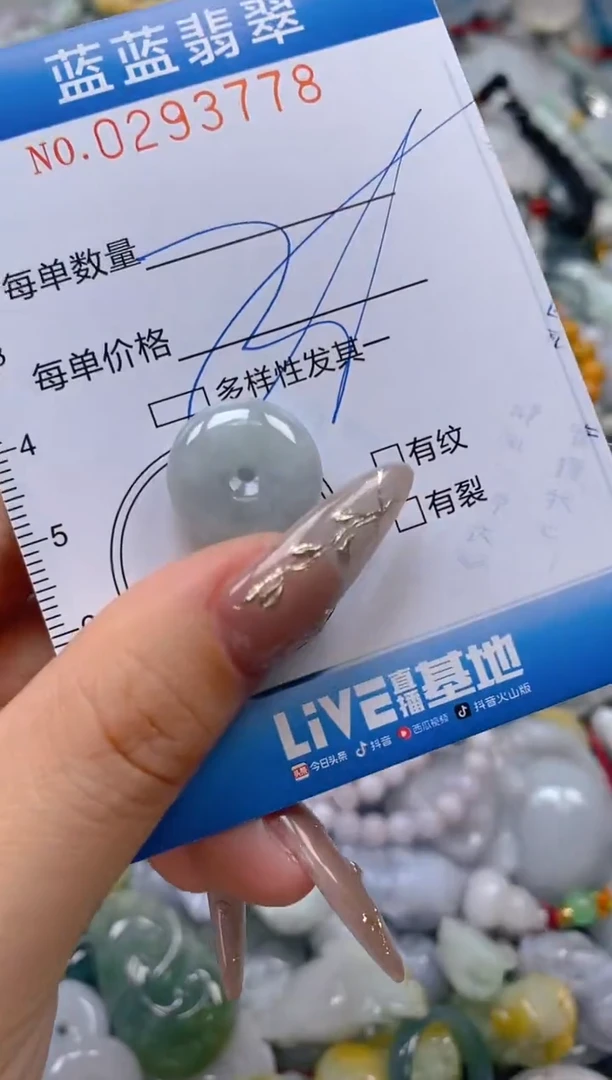 蓝蓝翡翠
NO.0293778
每单数量
每单价格
多样性发其一
4
有纹
5
有裂
LiVE直播基地
今日头条 抖音 西瓜视频 抖音火山版